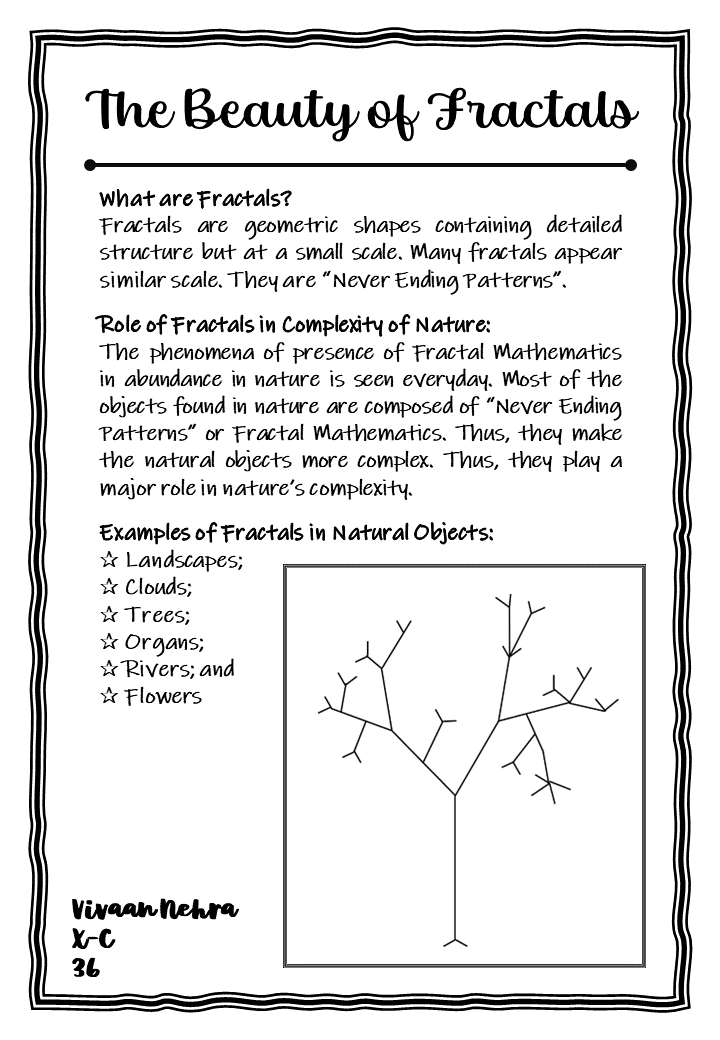 The Beauty of Fractals
What are Fractals?
Fractals are geometric shapes containing detailed
structure but at a small scale. Many fractals appear
similar scale. They are “Never Ending Patterns”.
Role of Fractals in Complexity of Nature:
The phenomena of presence of Fractal Mathematics
in abundance in nature is seen everyday. Most of the
objects found in nature are composed of “Never Ending
Patterns” or Fractal Mathematics. Thus, they make
the natural objects more complex. Thus, they play a
major role in nature’s complexity.
Examples of Fractals in Natural Objects:
☆ Landscapes;
☆ Clouds;
☆ Trees;
☆ Organs;
☆ Rivers; and
☆ Flowers
Vivaan Nehra
X-C
36